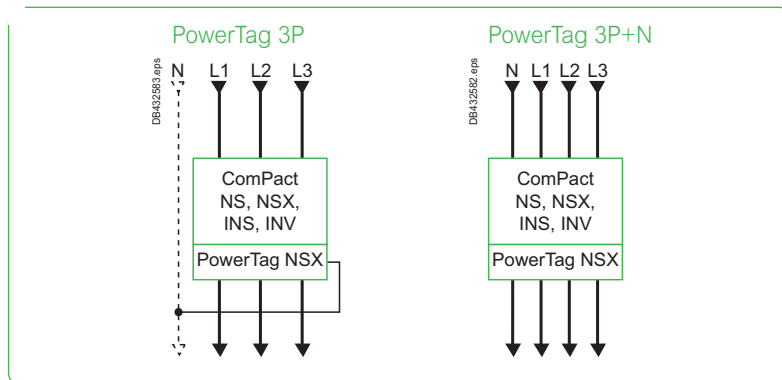 PowerTag 3P
DB432583.eps
N L1 L2 L3
ComPact
NS, NSX,
INS, INV
PowerTag NSX
PowerTag 3P+N
DB432582.eps
N L1 L2 L3
ComPact
NS, NSX,
INS, INV
PowerTag NSX